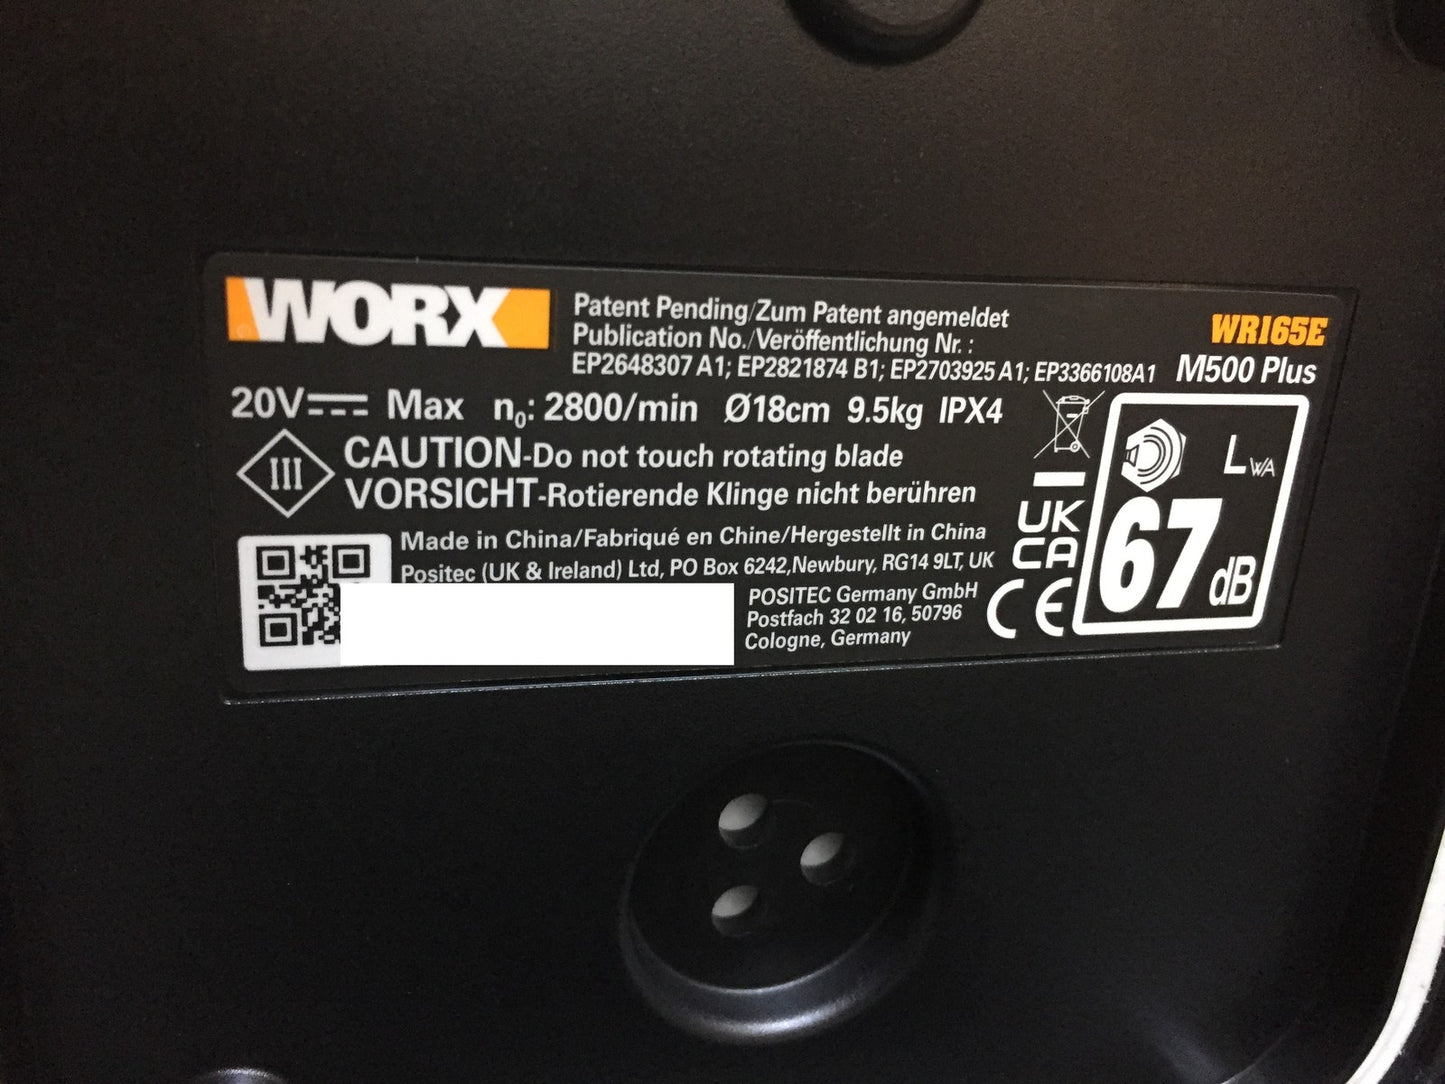 WORX
Patent Pending/Zum Patent angemeldet
Publication No./Veröffentlichung Nr. :
EP2648307 A1; EP2821874 B1; EP2703925 A1; EP3366108A1
WR165E
M500 Plus
20V Max n0: 2800/min Ø18cm 9.5kg IPX4
III
CAUTION-Do not touch rotating blade
VORSICHT-Rotierende Klinge nicht berühren
Made in China/Fabriqué en Chine/Hergestellt in China
Positec (UK & Ireland) Ltd, PO Box 6242,Newbury, RG14 9LT, UK
POSITEC Germany GmbH
Postfach 32 02 16, 50796
Cologne, Germany
UK
CA
CE
LWA
67 dB